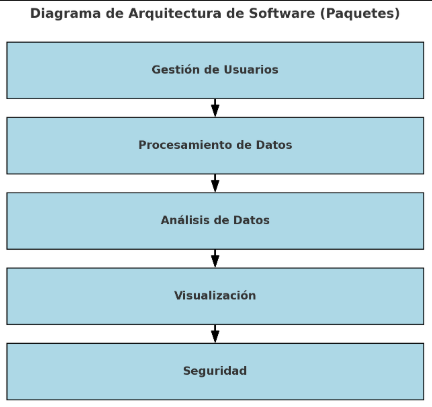 Diagrama de Arquitectura de Software (Paquetes)
Gestión de Usuarios
Procesamiento de Datos
Análisis de Datos
Visualización
Seguridad